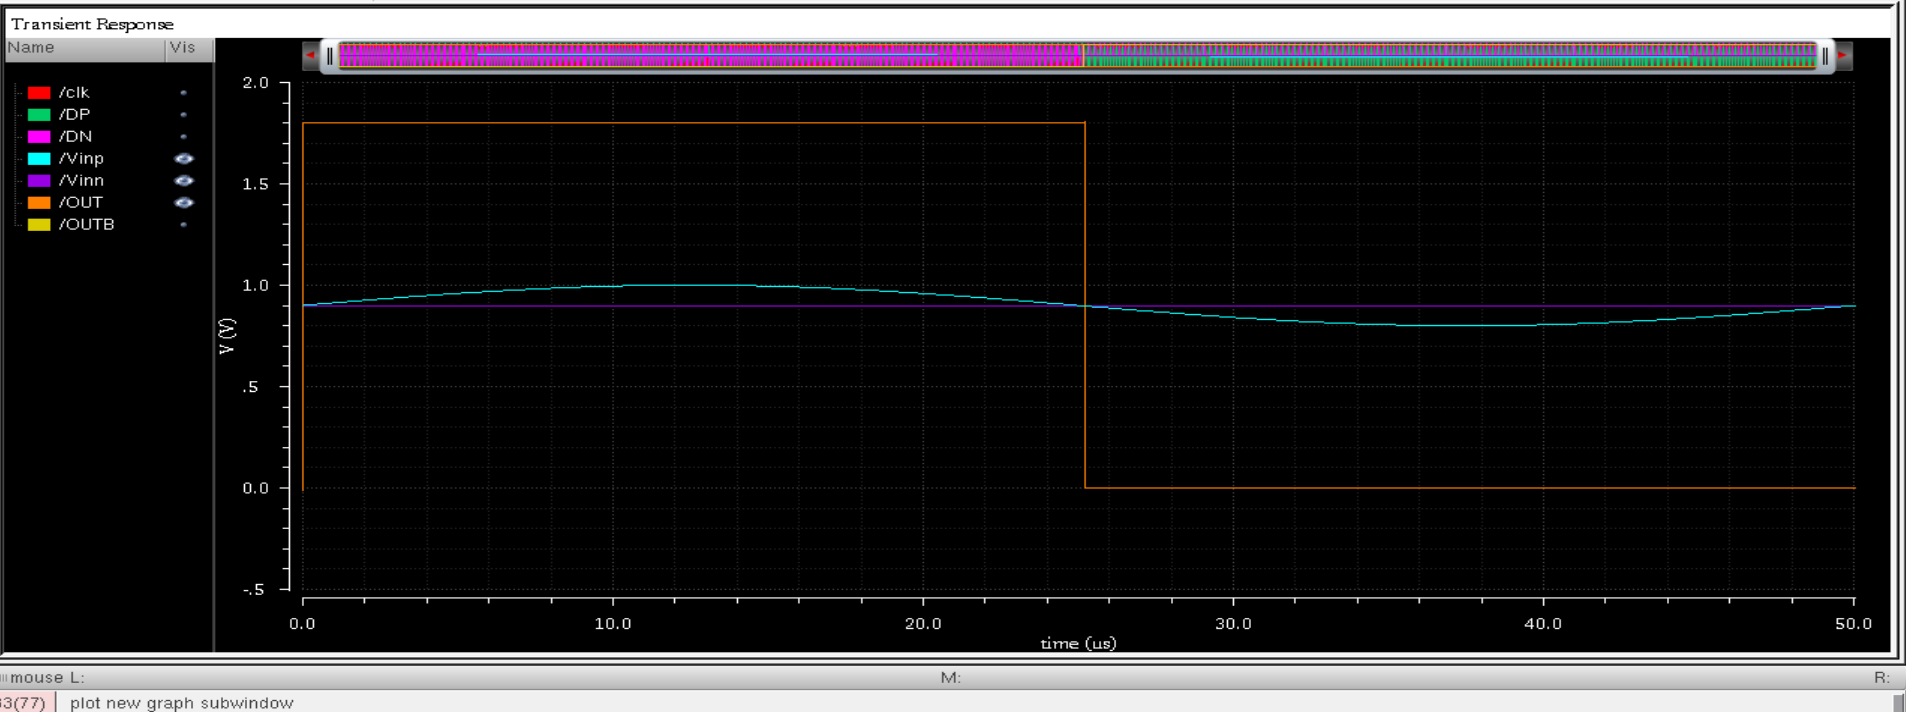 Transient Response
Name Vis
/clk
/DP
/DN
/Vinp
/Vinn
/OUT
/OUTB
2.0
1.5
1.0
.5
0.0
-.5
V (V)
0.0 10.0 20.0 30.0 40.0 50.0
time (us)
mouse L: M: R:
3(77) plot new graph subwindow